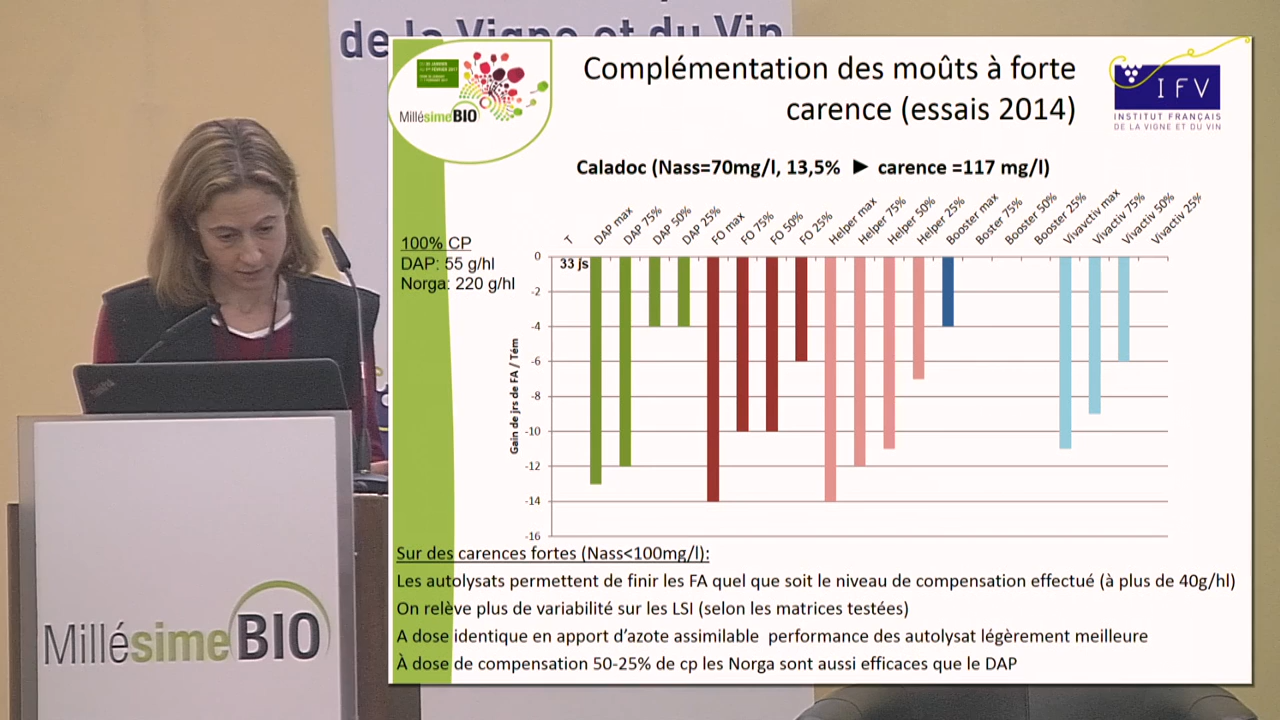 de la Vigne et du Vin
MillésimeBIO
Complémentation des moûts à forte
carence (essais 2014)
IFV
INSTITUT FRANÇAIS
DE LA VIGNE ET DU VIN
Caladoc (Nass=70mg/l, 13,5% ► carence =117 mg/l)
100% CP
DAP: 55 g/hl
Norga: 220 g/hl
T
DAP max
DAP 75%
DAP 50%
DAP 25%
FO max
FO 75%
FO 50%
FO 25%
Helper max
Helper 75%
Helper 50%
Helper 25%
Booster max
Boster 75%
Booster 50%
Booster 25%
Vivactiv max
Vivactiv 75%
Vivactiv 50%
Vivactiv 25%
33 js
Gain de jrs de FA / Tém
0
-2
-4
-6
-8
-10
-12
-14
-16
Sur des carences fortes (Nass<100mg/l):
Les autolysats permettent de finir les FA quel que soit le niveau de compensation effectué (à plus de 40g/hl)
On relève plus de variabilité sur les LSI (selon les matrices testées)
A dose identique en apport d’azote assimilable performance des autolysat légèrement meilleure
À dose de compensation 50-25% de cp les Norga sont aussi efficaces que le DAP
MillésimeBIO